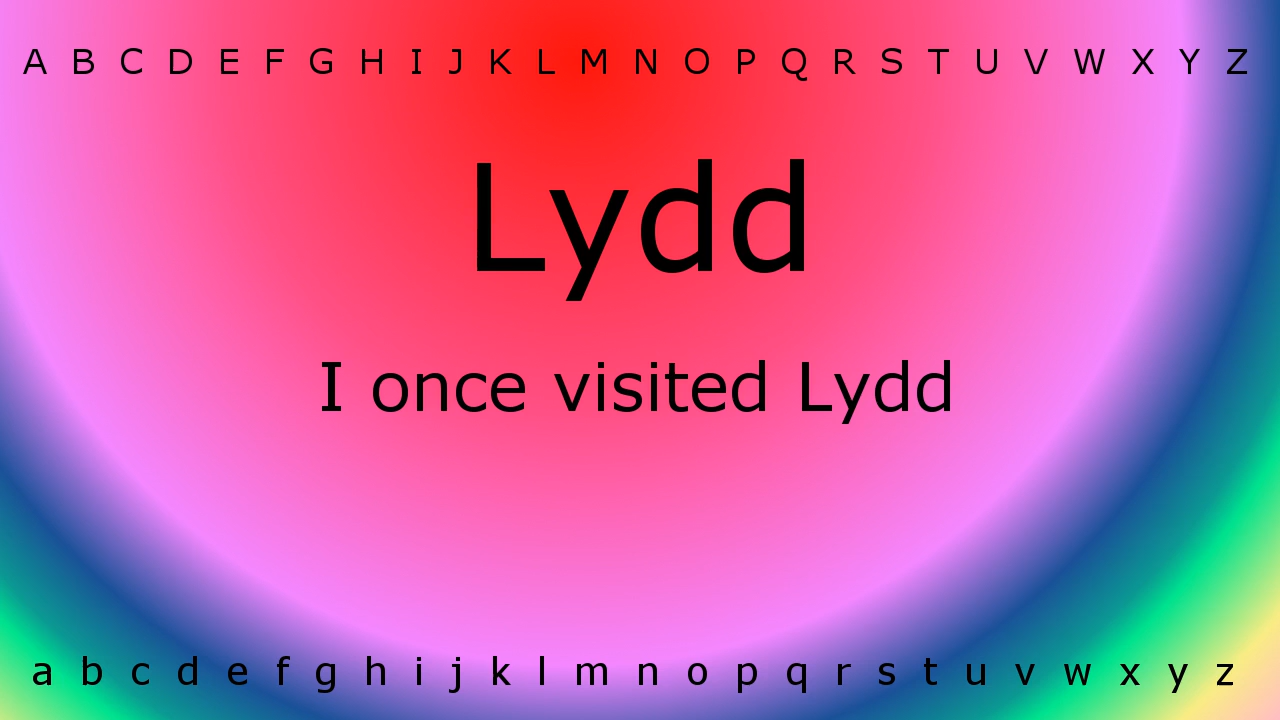 A B C D E F G H I J K L M N O P Q R S T U V W X Y Z
Lydd
I once visited Lydd
a b c d e f g h i j k l m n o p q r s t u v w x y z